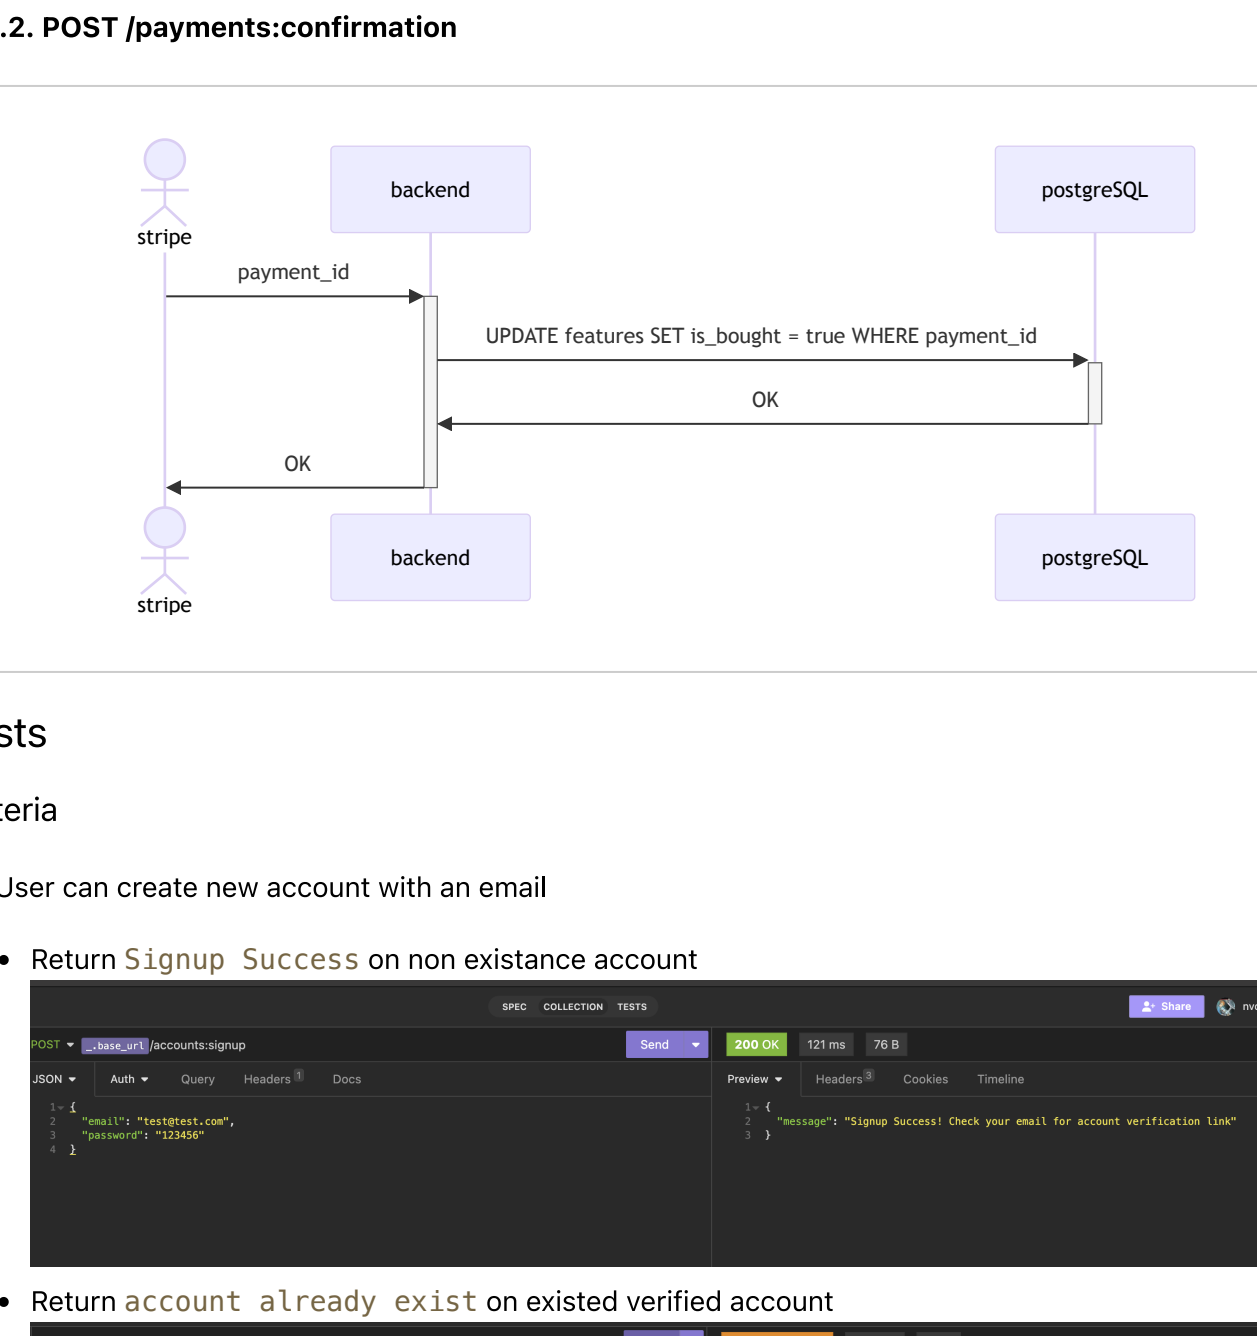 .2. POST /payments:confirmation
stripe
backend
postgreSQL
payment_id
UPDATE features SET is_bought = true WHERE payment_id
OK
OK
stripe
backend
postgreSQL
sts
teria
User can create new account with an email
• Return Signup Success on non existance account
SPEC COLLECTION TESTS
Share
POST _.base_url /accounts:signup
Send
200 OK 121 ms 76 B
JSON Auth Query Headers 1 Docs
Preview Headers 3 Cookies Timeline
1 {
2 "email": "test@test.com",
3 "password": "123456"
4 }
1 {
2 "message": "Signup Success! Check your email for account verification link"
3 }
• Return account already exist on existed verified account